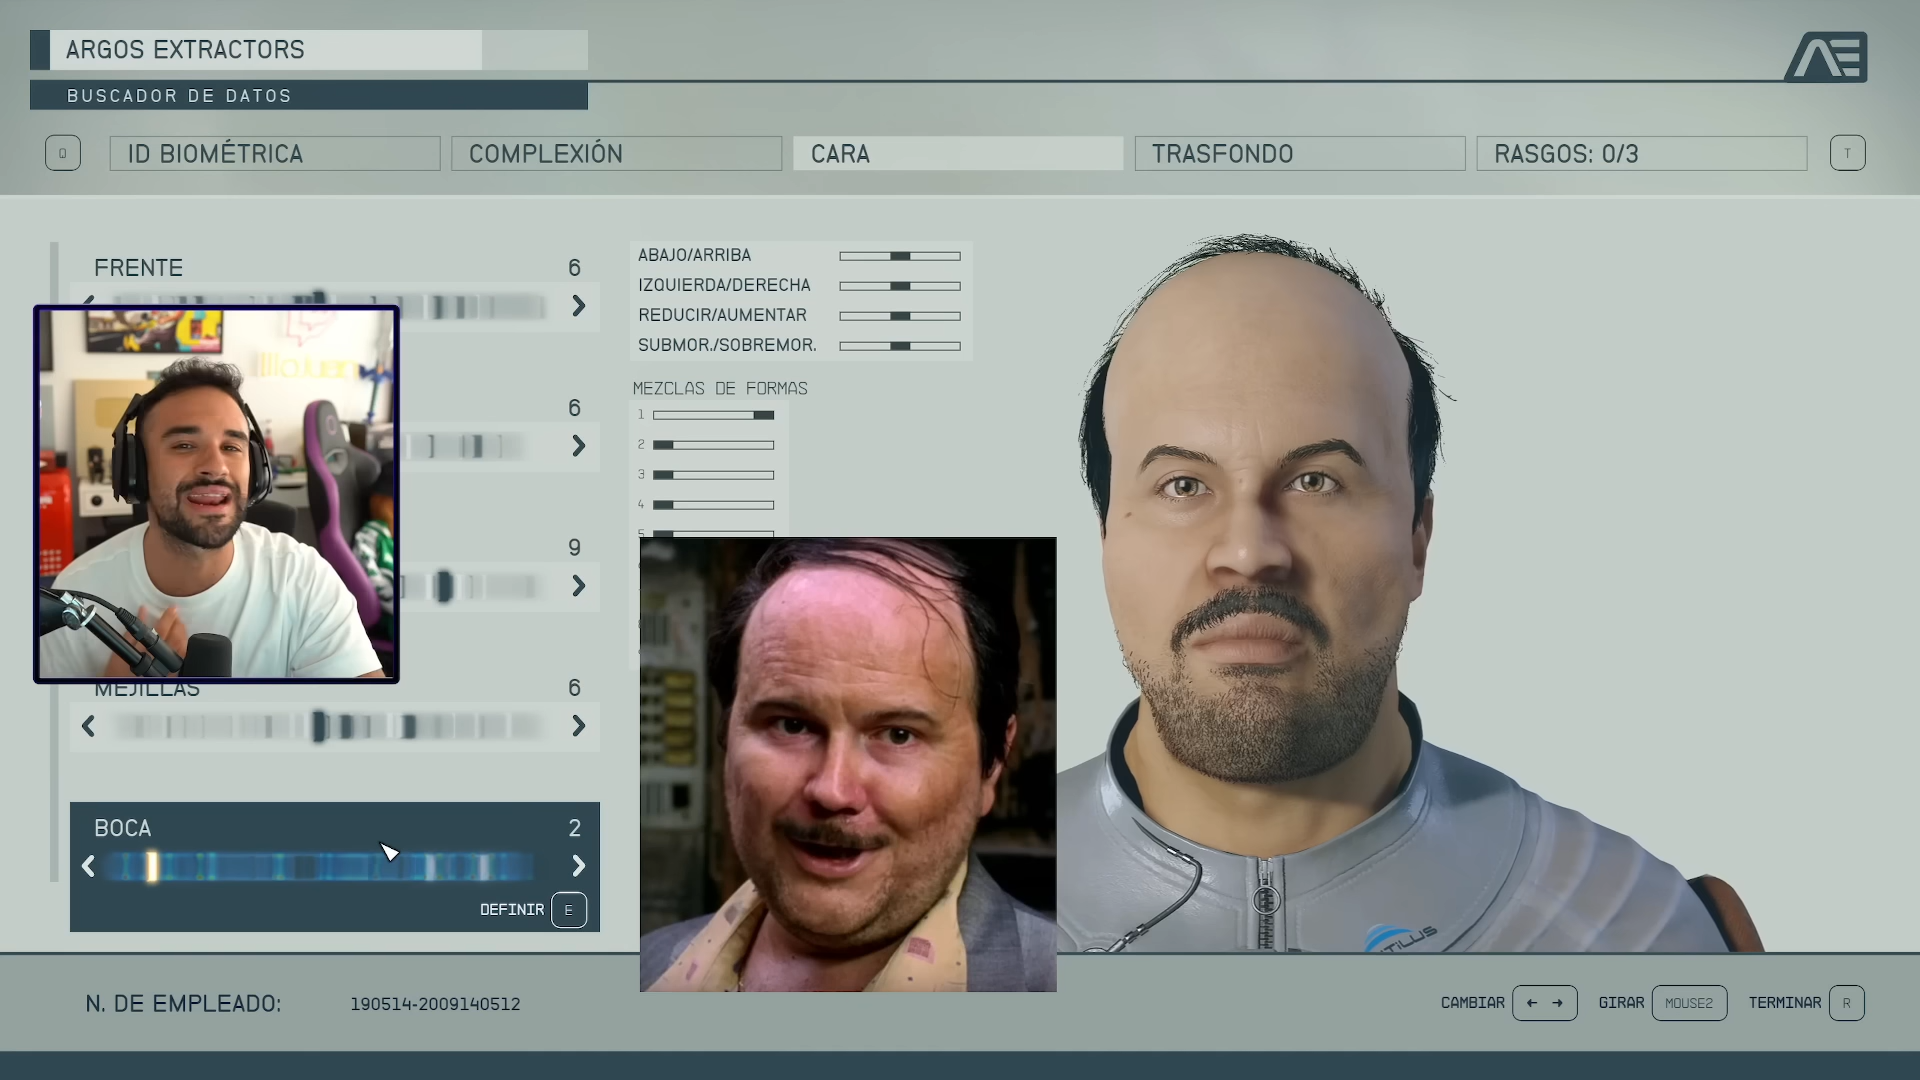 ARGOS EXTRACTORS
BUSCADOR DE DATOS
Q
ID BIOMÉTRICA
COMPLEXIÓN
CARA
TRASFONDO
RASGOS: 0/3
T
FRENTE 6
6
9
MEJILLAS 6
BOCA 2
DEFINIR E
ABAJO/ARRIBA
IZQUIERDA/DERECHA
REDUCIR/AUMENTAR
SUBMOR./SOBREMOR.
MEZCLAS DE FORMAS
1
2
3
4
5
N. DE EMPLEADO: 190514-2009140512
CAMBIAR ← →
GIRAR MOUSE2
TERMINAR R